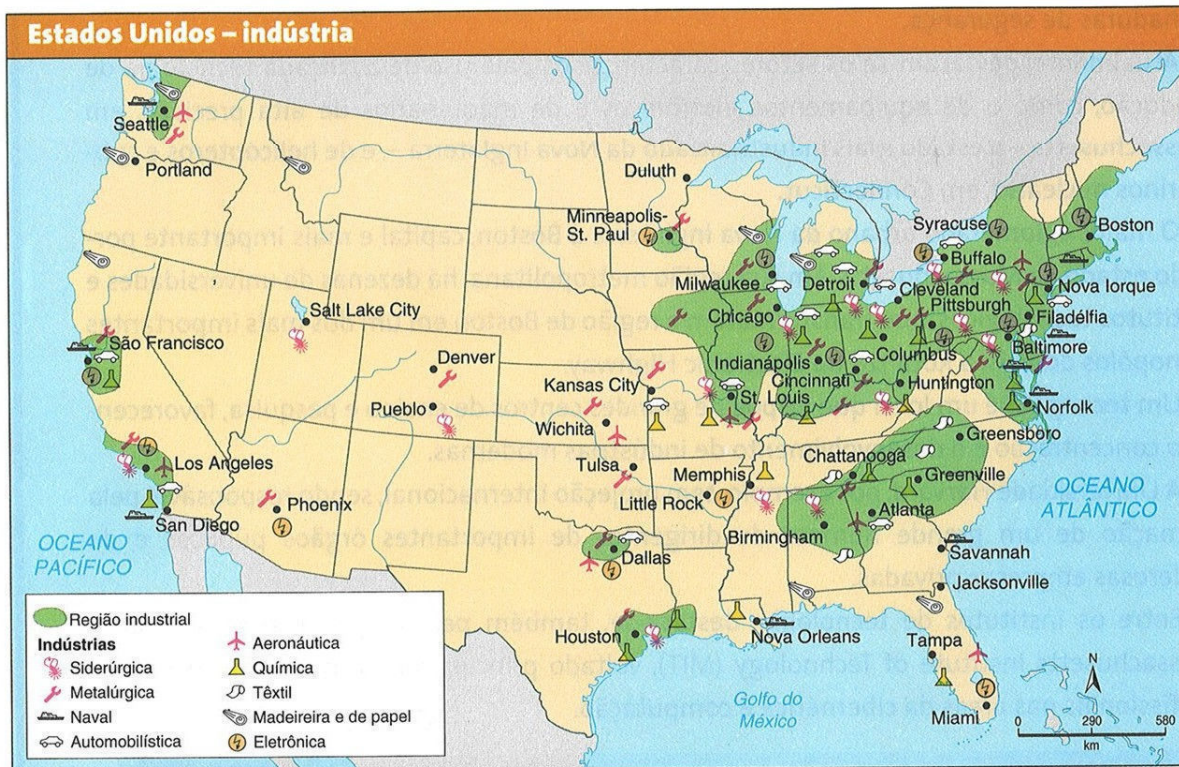 Estados Unidos – indústria
Seattle
Portland
Duluth
Minneapolis-
St. Paul
Syracuse
Boston
Buffalo
Milwaukee
Detroit
Cleveland
Nova Iorque
Salt Lake City
Chicago
Pittsburgh
Filadélfia
São Francisco
Denver
Indianápolis
Columbus
Baltimore
Kansas City
Cincinnati
Huntington
Pueblo
St. Louis
Norfolk
Wichita
Greensboro
Los Angeles
Tulsa
Memphis
Chattanooga
Greenville
Phoenix
Little Rock
Atlanta
San Diego
Birmingham
OCEANO
ATLÂNTICO
OCEANO
PACÍFICO
Dallas
Savannah
Jacksonville
Houston
Nova Orleans
Tampa
Miami
Golfo do
México
N
0 290 580
km
Região industrial
Indústrias
Siderúrgica
Metalúrgica
Naval
Automobilística
Aeronáutica
Química
Têxtil
Madeireira e de papel
Eletrônica